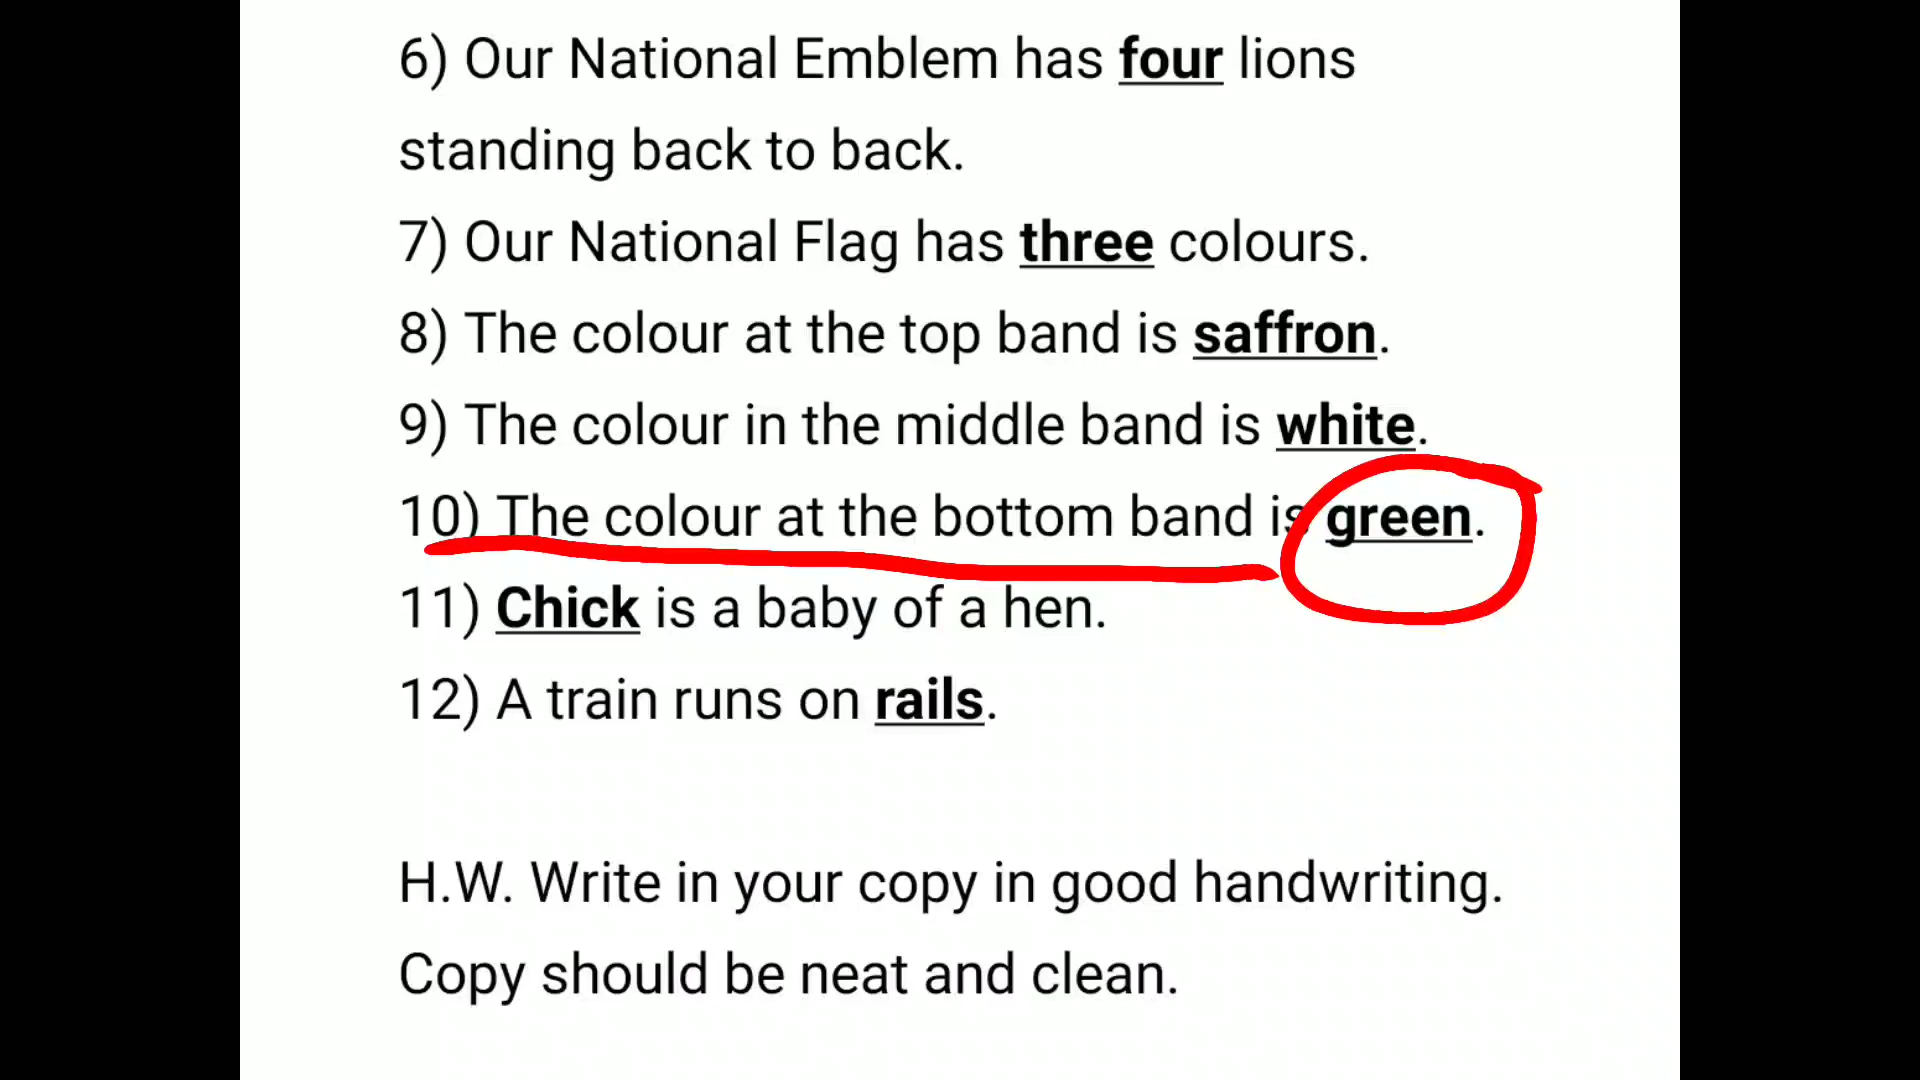 6) Our National Emblem has four lions
standing back to back.
7) Our National Flag has three colours.
8) The colour at the top band is saffron.
9) The colour in the middle band is white.
10) The colour at the bottom band is green.
11) Chick is a baby of a hen.
12) A train runs on rails.
H.W. Write in your copy in good handwriting.
Copy should be neat and clean.